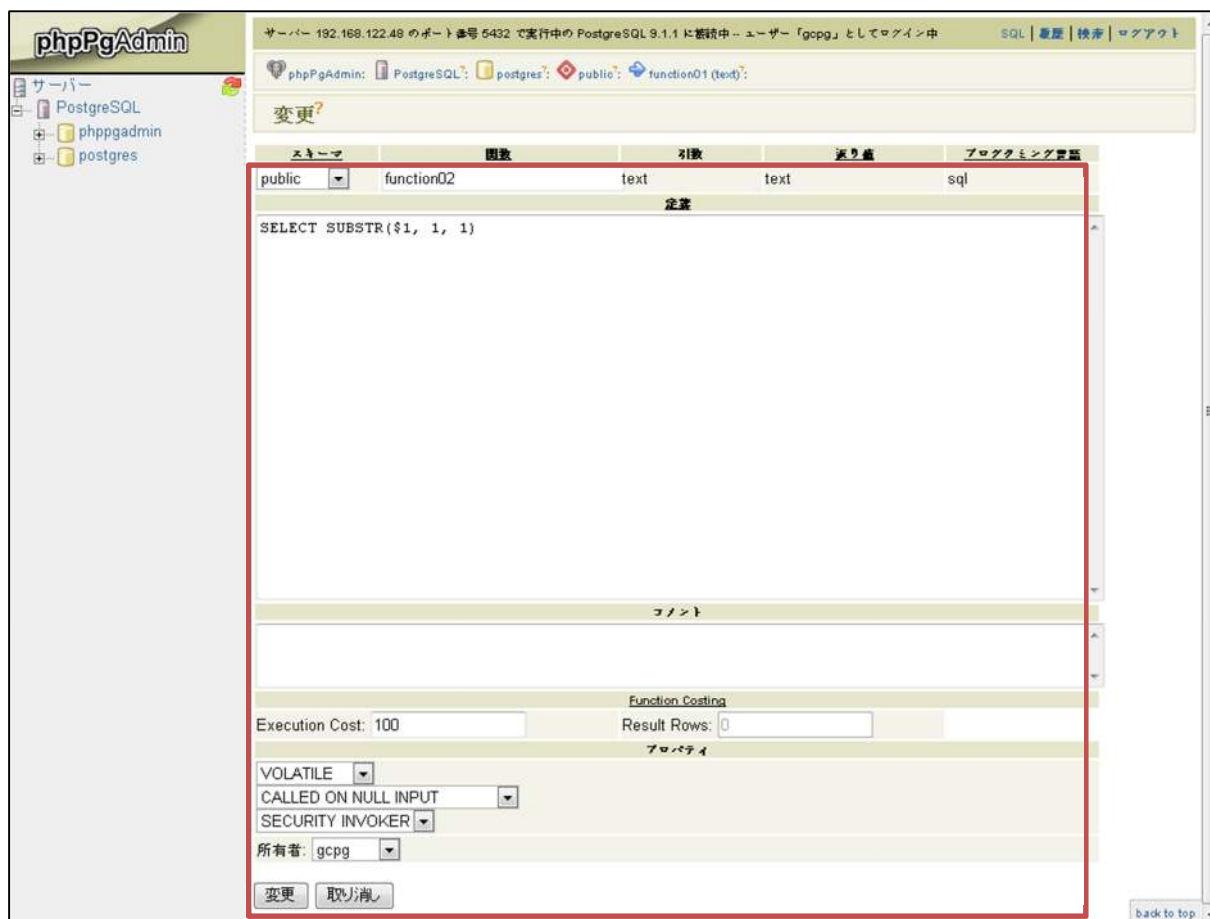 phpPgAdmin
サーバー 192.168.122.48 のポート番号 5432 で実行中の PostgreSQL 9.1.1 に接続中 -- ユーザー「gcpg」としてログイン中
SQL | 履歴 | 検索 | ログアウト
phpPgAdmin: PostgreSQL?: postgres?: public?: function01 (text)?:
サーバー
PostgreSQL
phppgadmin
postgres
変更?
スキーマ 関数 引数 返り値 プログラミング言語
public function02 text text sql
定義
SELECT SUBSTR($1, 1, 1)
コメント
Function Costing
Execution Cost: 100 Result Rows: 0
プロパティ
VOLATILE
CALLED ON NULL INPUT
SECURITY INVOKER
所有者: gcpg
変更 取り消し
back to top